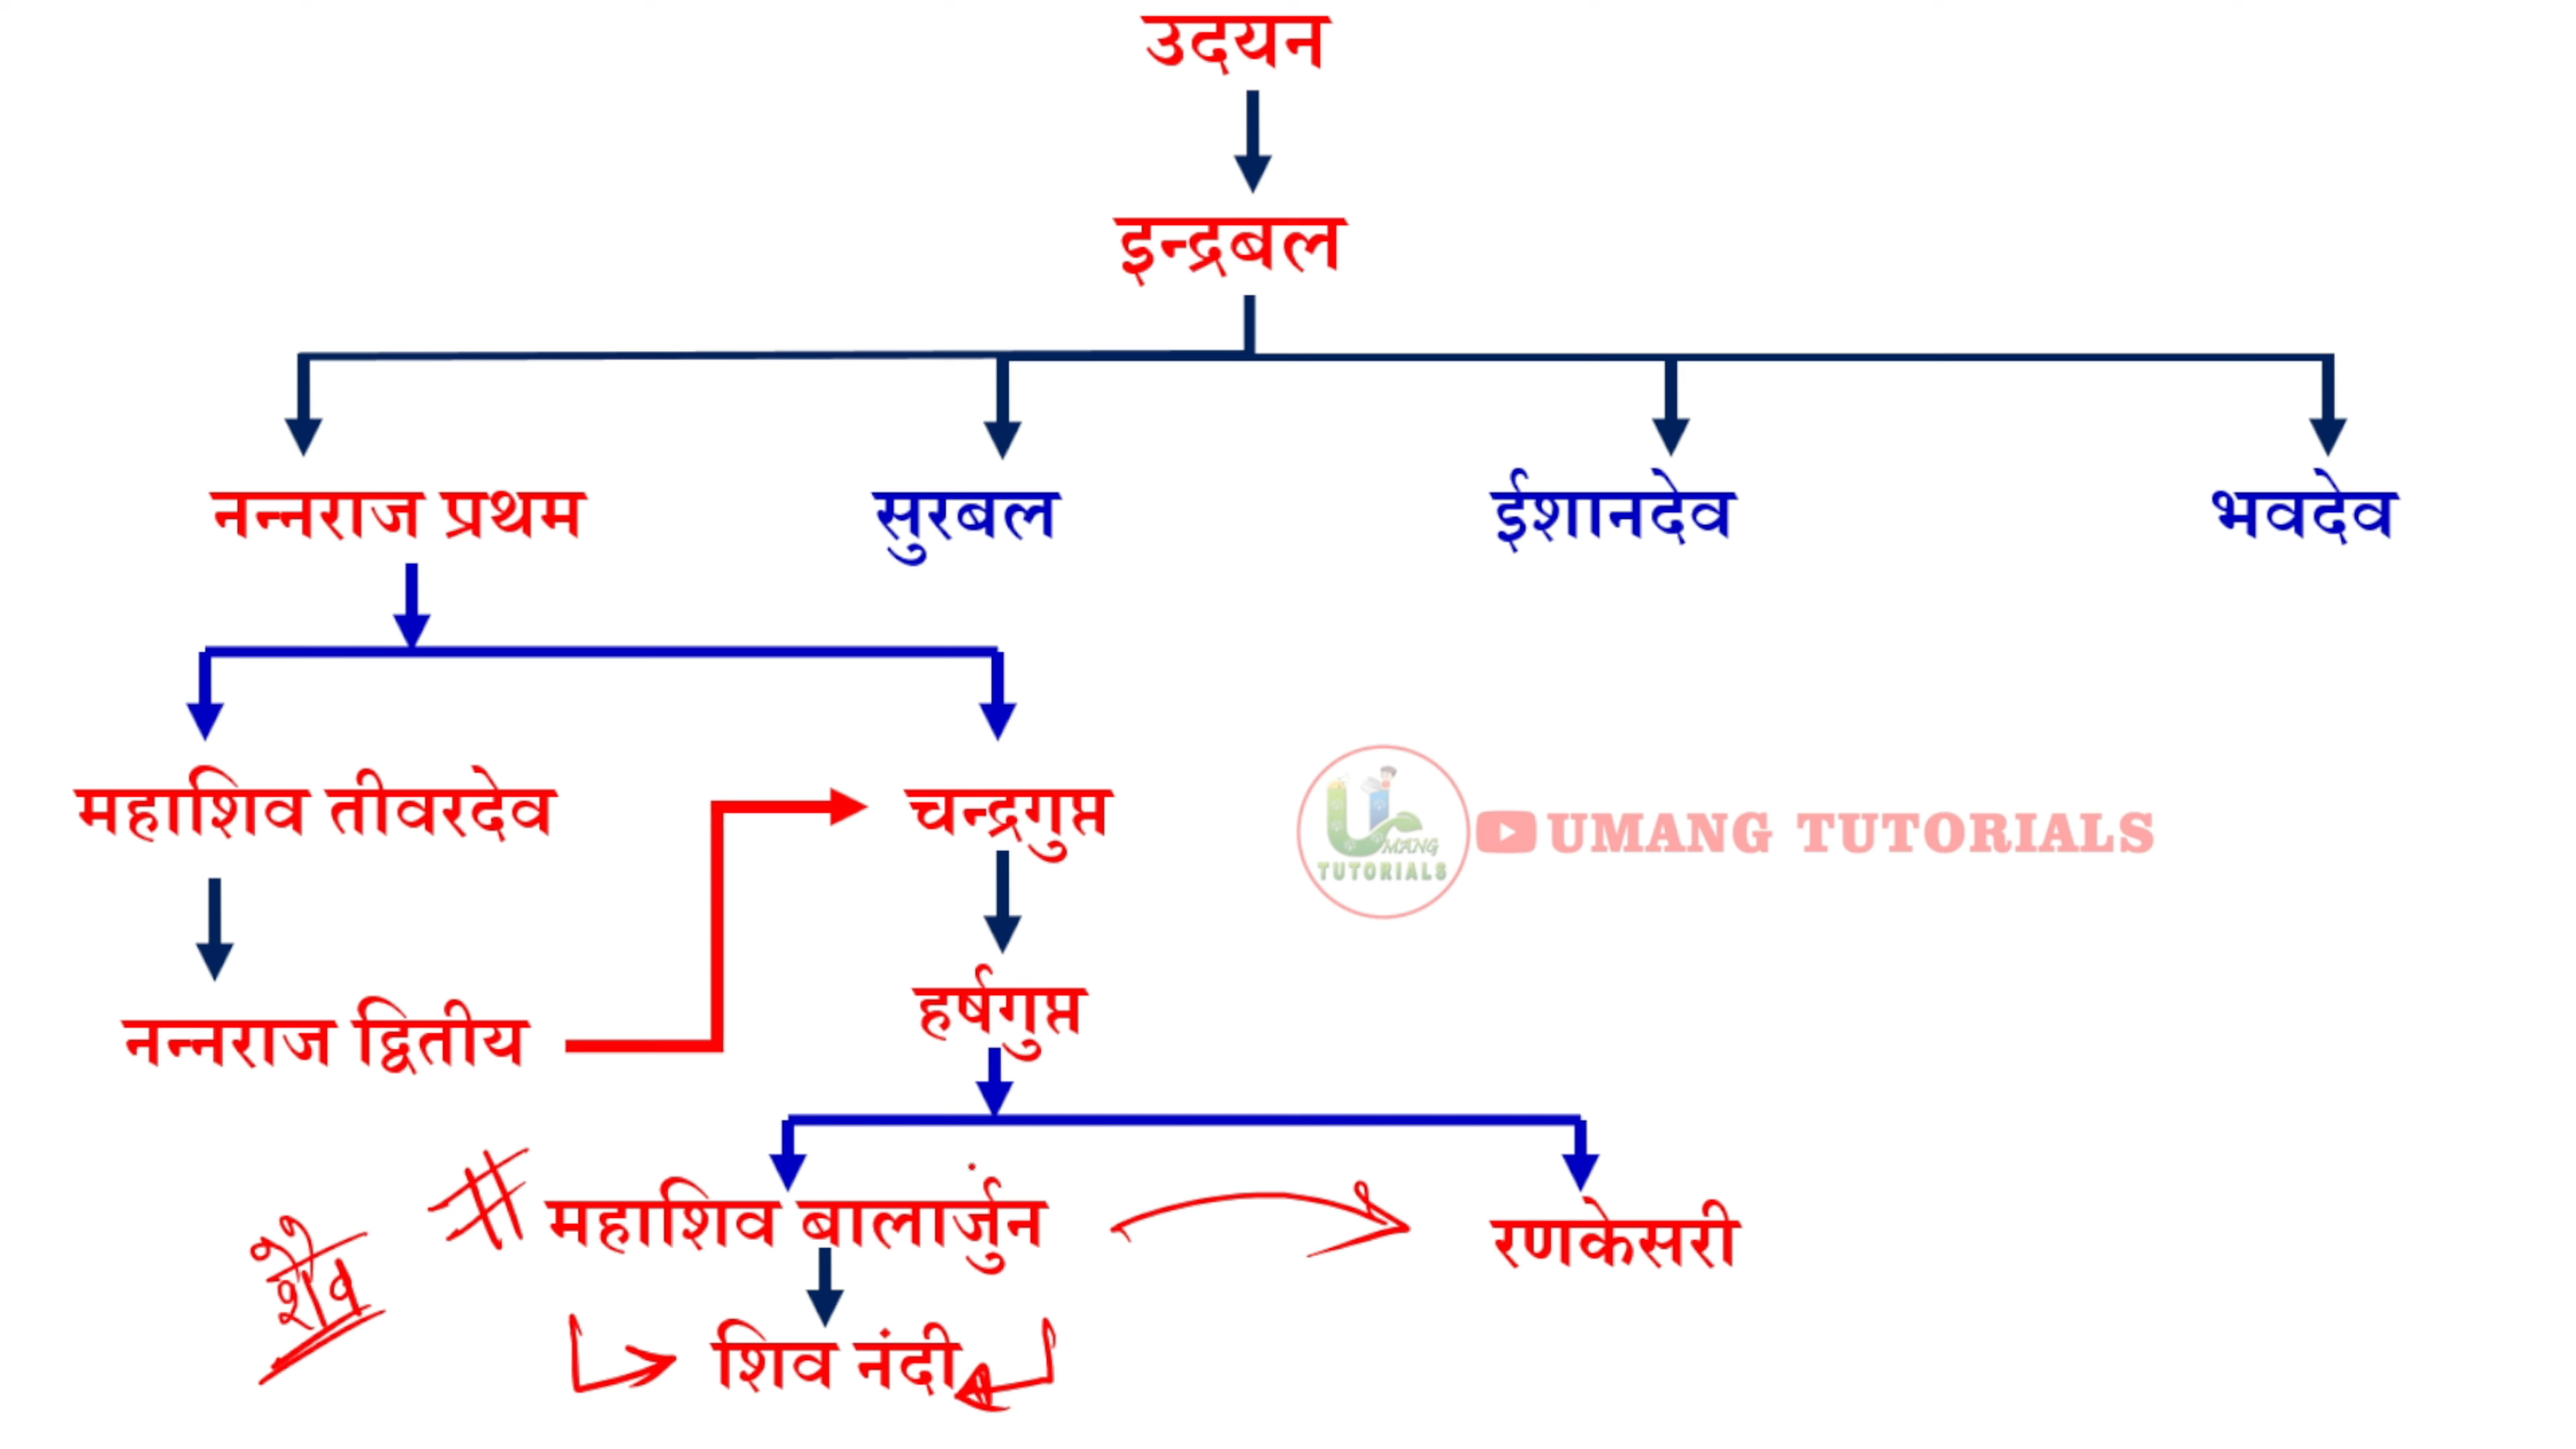 उदयन
इन्द्रबल
नन्नराज प्रथम सुरबल ईशानदेव भवदेव
महाशिव तीवरदेव चन्द्रगुप्त
UMANG
TUTORIALS
UMANG TUTORIALS
नन्नराज द्वितीय हर्षगुप्त
# महाशिव बालार्जुन रणकेसरी
शैव
शिव नंदी